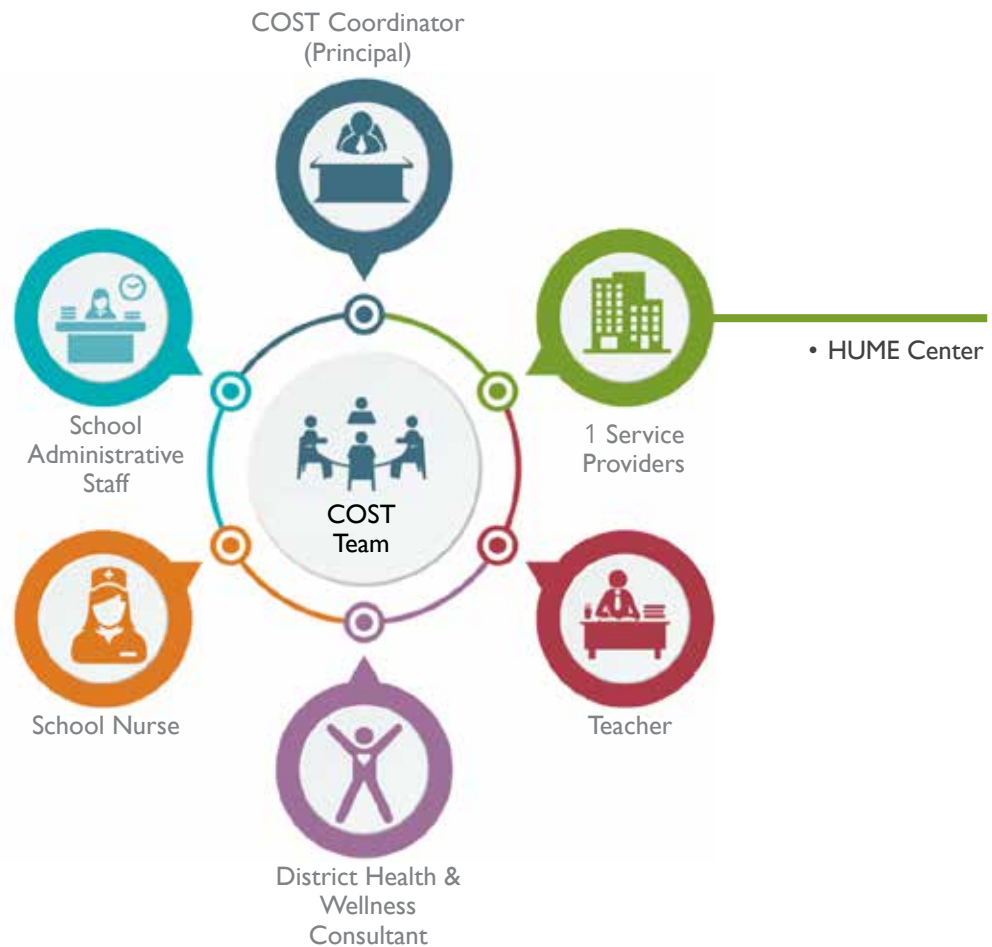 COST Coordinator
(Principal)
• HUME Center
School
Administrative
Staff
1 Service
Providers
COST
Team
School Nurse
Teacher
District Health &
Wellness
Consultant